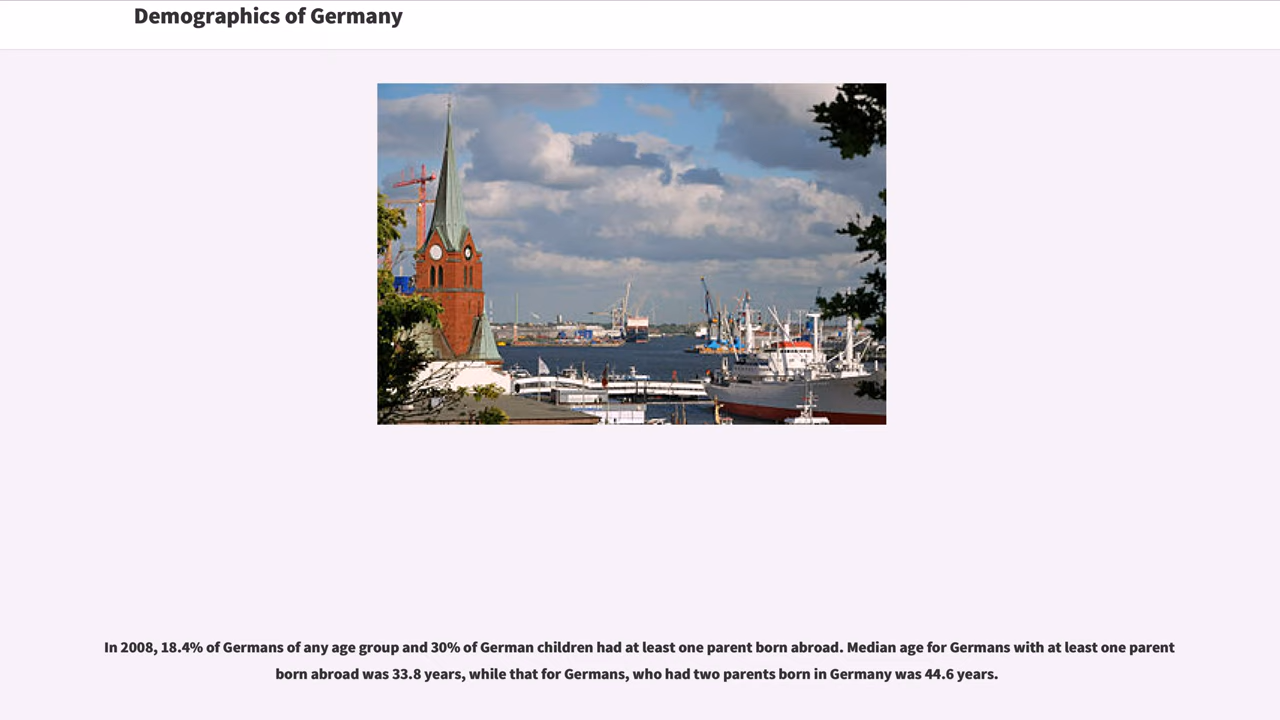 Demographics of Germany
In 2008, 18.4% of Germans of any age group and 30% of German children had at least one parent born abroad. Median age for Germans with at least one parent
born abroad was 33.8 years, while that for Germans, who had two parents born in Germany was 44.6 years.